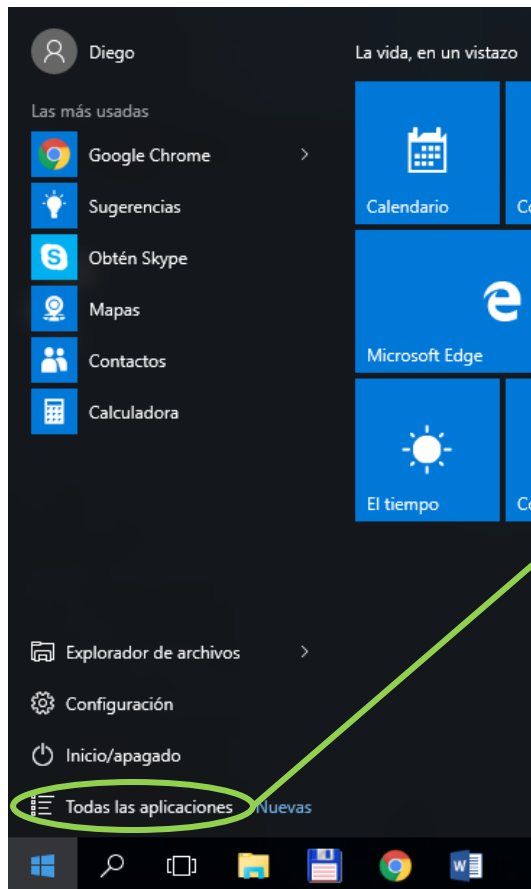 Diego
La vida, en un vistazo
Las más usadas
Google Chrome
Sugerencias
Obtén Skype
Mapas
Contactos
Calculadora
Calendario
Microsoft Edge
El tiempo
Explorador de archivos
Configuración
Inicio/apagado
Todas las aplicaciones Nuevas